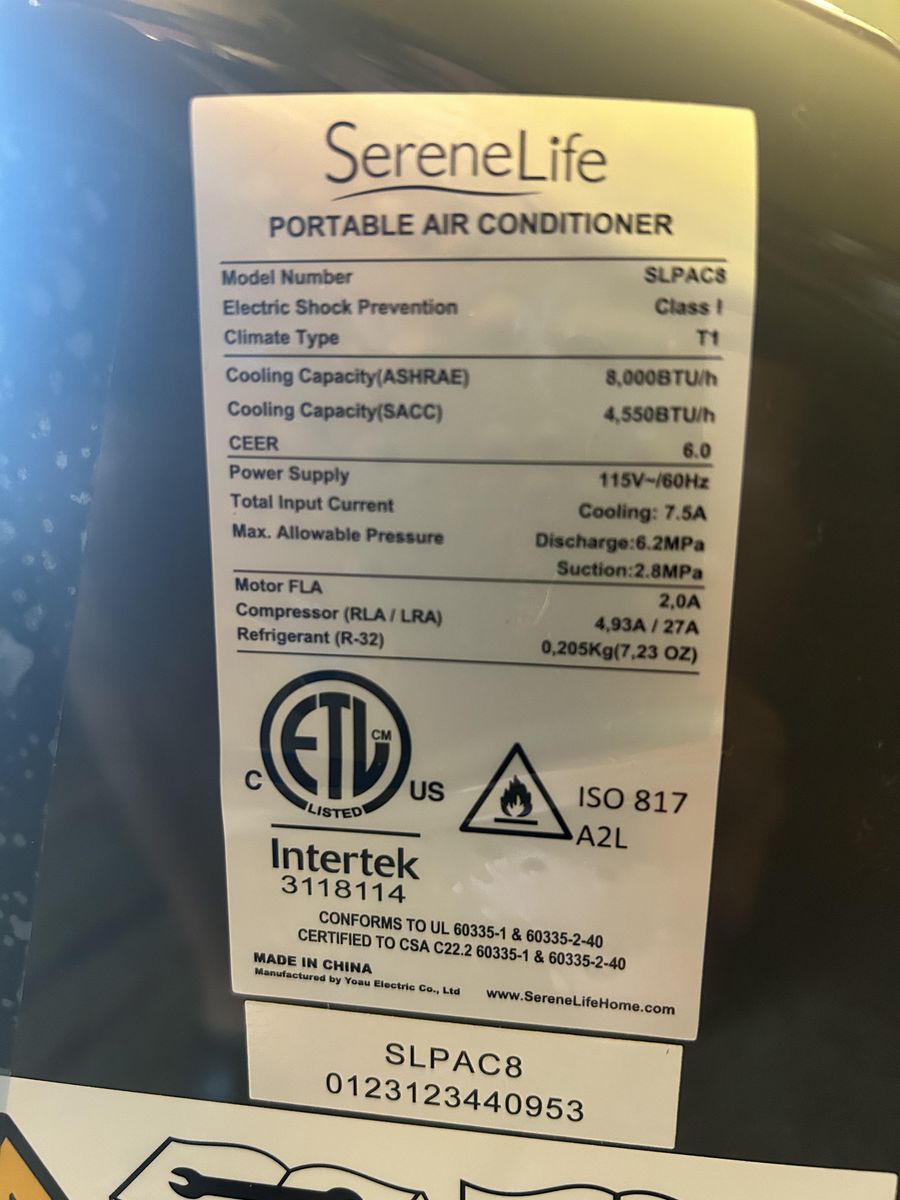 SereneLife
PORTABLE AIR CONDITIONER
Model Number SLPAC8
Electric Shock Prevention Class I
Climate Type T1
Cooling Capacity(ASHRAE) 8,000BTU/h
Cooling Capacity(SACC) 4,550BTU/h
CEER 6.0
Power Supply 115V~/60Hz
Total Input Current Cooling: 7.5A
Max. Allowable Pressure Discharge:6.2MPa
Suction:2.8MPa
Motor FLA 2,0A
Compressor (RLA / LRA) 4,93A / 27A
Refrigerant (R-32) 0,205Kg(7,23 OZ)
ETL CM
C US
LISTED
ISO 817
A2L
Intertek
3118114
CONFORMS TO UL 60335-1 & 60335-2-40
CERTIFIED TO CSA C22.2 60335-1 & 60335-2-40
MADE IN CHINA
Manufactured by Yoau Electric Co., Ltd www.SereneLifeHome.com
SLPAC8
0123123440953